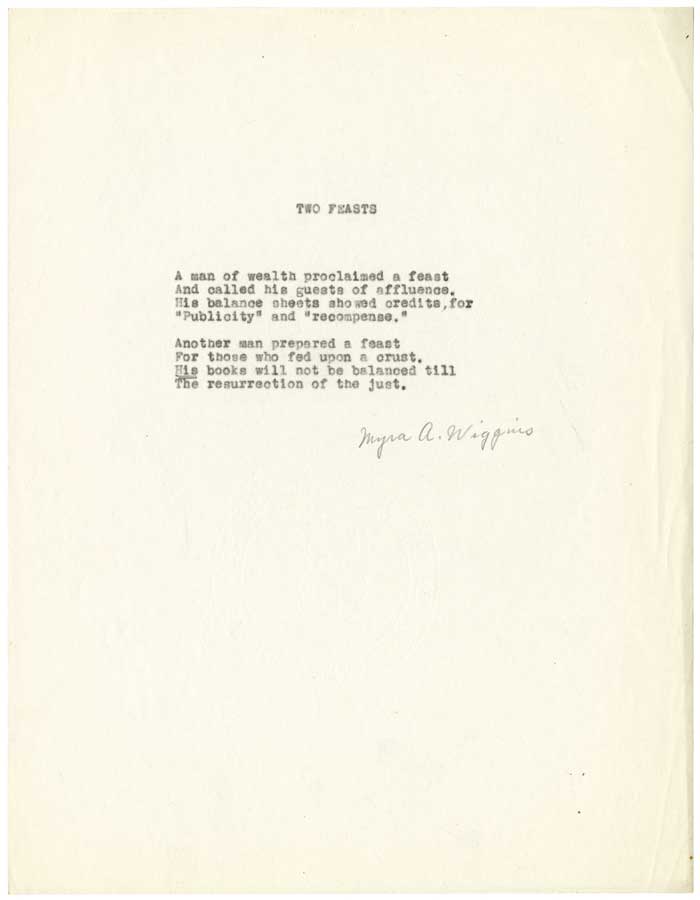 TWO FEASTS
A man of wealth proclaimed a feast
And called his guests of affluence.
His balance sheets showed credits,for
"Publicity" and "recompense."
Another man prepared a feast
For those who fed upon a crust.
His books will not be balanced till
The resurrection of the just.
Myra A. Wiggins